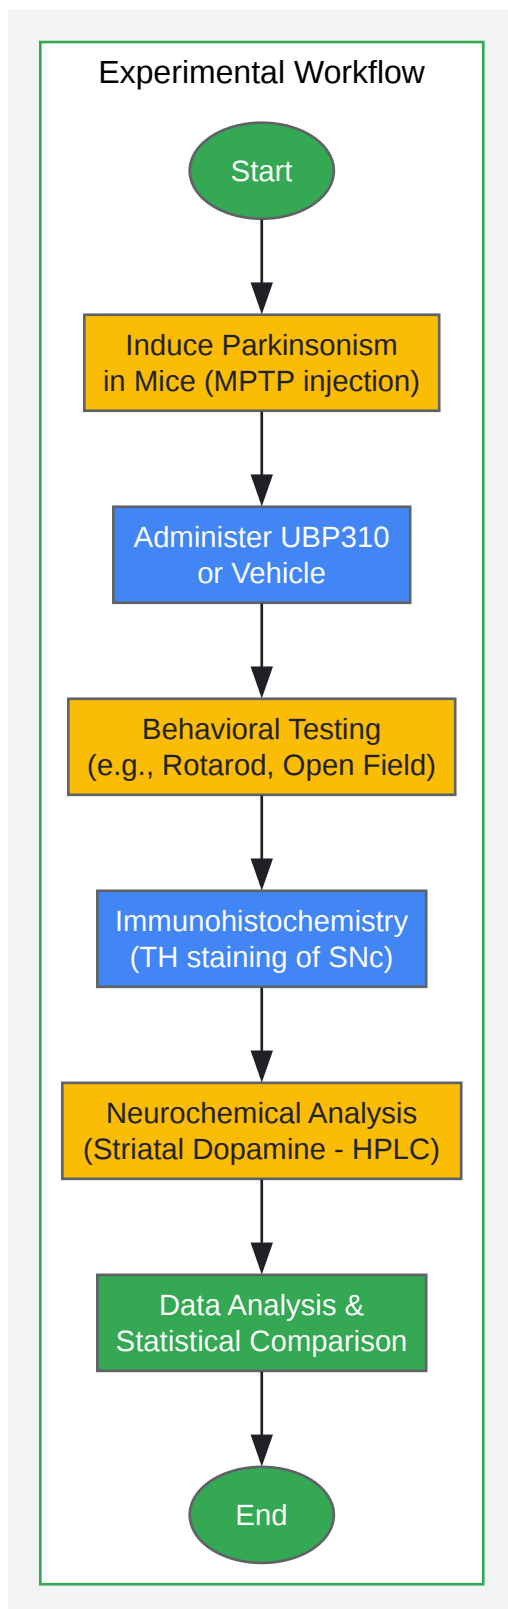 Experimental Workflow
Start
Induce Parkinsonism
in Mice (MPTP injection)
Administer UBP310
or Vehicle
Behavioral Testing
(e.g., Rotarod, Open Field)
Immunohistochemistry
(TH staining of SNc)
Neurochemical Analysis
(Striatal Dopamine - HPLC)
Data Analysis &
Statistical Comparison
End